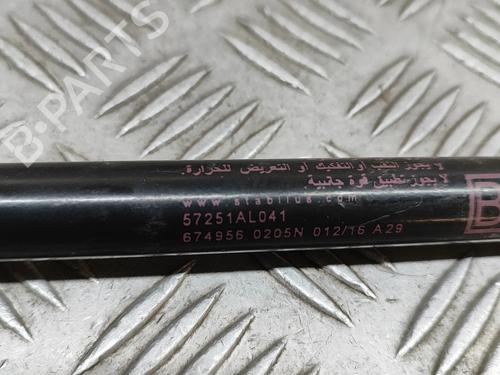 B-PARTS
لا يجوز الثقب أو التفكيك او التعريض للحرارة.
لا يجوز تطبيق قوة جانبية.
www.stabilus.com
57251AL041
674956 0205N 012/16 A29